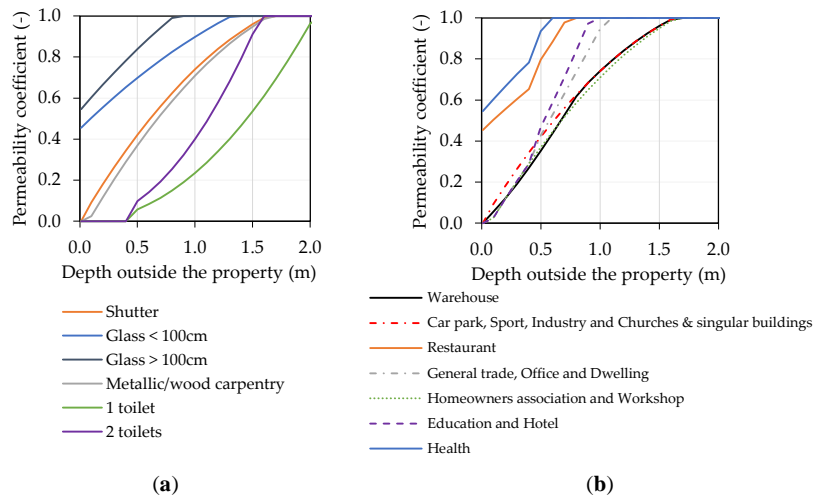 Permeability coefficient (-)
1.0
0.8
0.6
0.4
0.2
0.0
0.0 0.5 1.0 1.5 2.0
Depth outside the property (m)
Shutter
Glass < 100cm
Glass > 100cm
Metallic/wood carpentry
1 toilet
2 toilets
(a)
Permeability coefficient (-)
1.0
0.8
0.6
0.4
0.2
0.0
0.0 0.5 1.0 1.5 2.0
Depth outside the property (m)
Warehouse
Car park, Sport, Industry and Churches & singular buildings
Restaurant
General trade, Office and Dwelling
Homeowners association and Workshop
Education and Hotel
Health
(b)